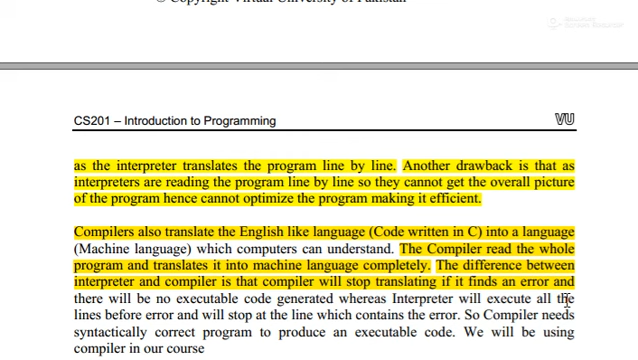 © Copyright Virtual University of Pakistan
CS201 – Introduction to Programming
VU
as the interpreter translates the program line by line. Another drawback is that as
interpreters are reading the program line by line so they cannot get the overall picture
of the program hence cannot optimize the program making it efficient.
Compilers also translate the English like language (Code written in C) into a language
(Machine language) which computers can understand. The Compiler read the whole
program and translates it into machine language completely. The difference between
interpreter and compiler is that compiler will stop translating if it finds an error and
there will be no executable code generated whereas Interpreter will execute all the
lines before error and will stop at the line which contains the error. So Compiler needs
syntactically correct program to produce an executable code. We will be using
compiler in our course